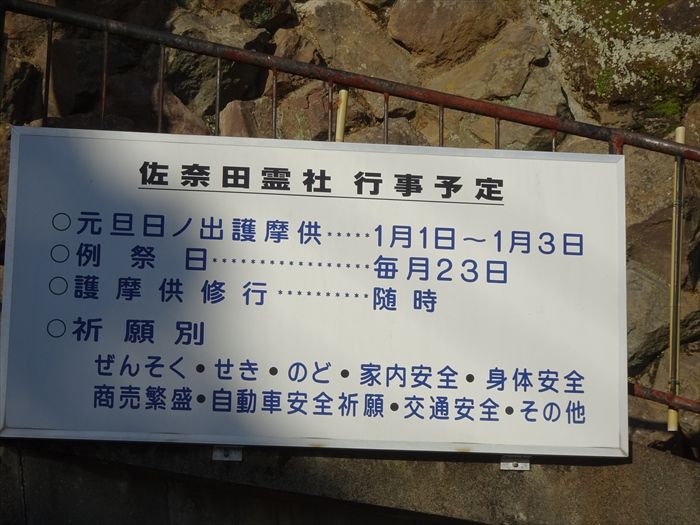 佐奈田霊社 行事予定
○元旦日ノ出護摩供‥‥‥1月1日～1月3日
○例祭日‥‥‥‥‥‥‥‥毎月23日
○護摩供修行‥‥‥‥‥随時
○祈願別
ぜんそく・せき・のど・家内安全・身体安全
商売繁盛・自動車安全祈願・交通安全・その他